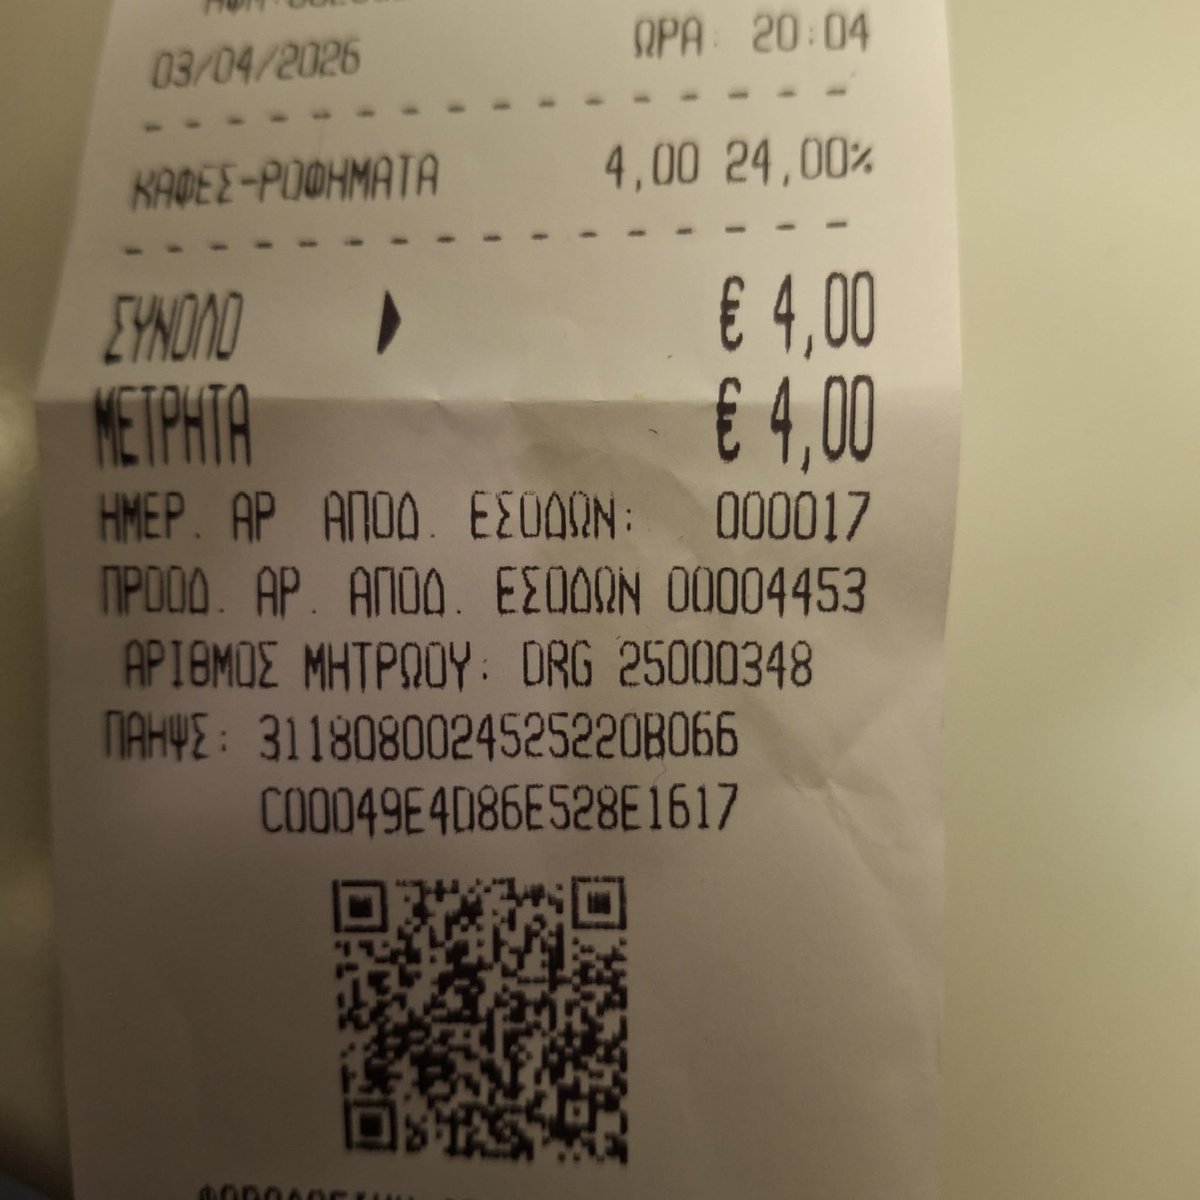 03/04/2026 ΩΡΑ: 20:04
ΚΑΦΕΣ-ΡΟΦΗΜΑΤΑ 4,00 24,00%
ΣΥΝΟΛΟ € 4,00
ΜΕΤΡΗΤΑ € 4,00
ΗΜΕΡ. ΑΡ ΑΠΟΔ. ΕΣΟΔΩΝ: 000017
ΠΡΟΟΔ. ΑΡ. ΑΠΟΔ. ΕΣΟΔΩΝ 00004453
ΑΡΙΘΜΟΣ ΜΗΤΡΩΟΥ: DRG 25000348
ΠΑΗΨΣ: 3118080024525220B066
C00049E4D86E528E1617